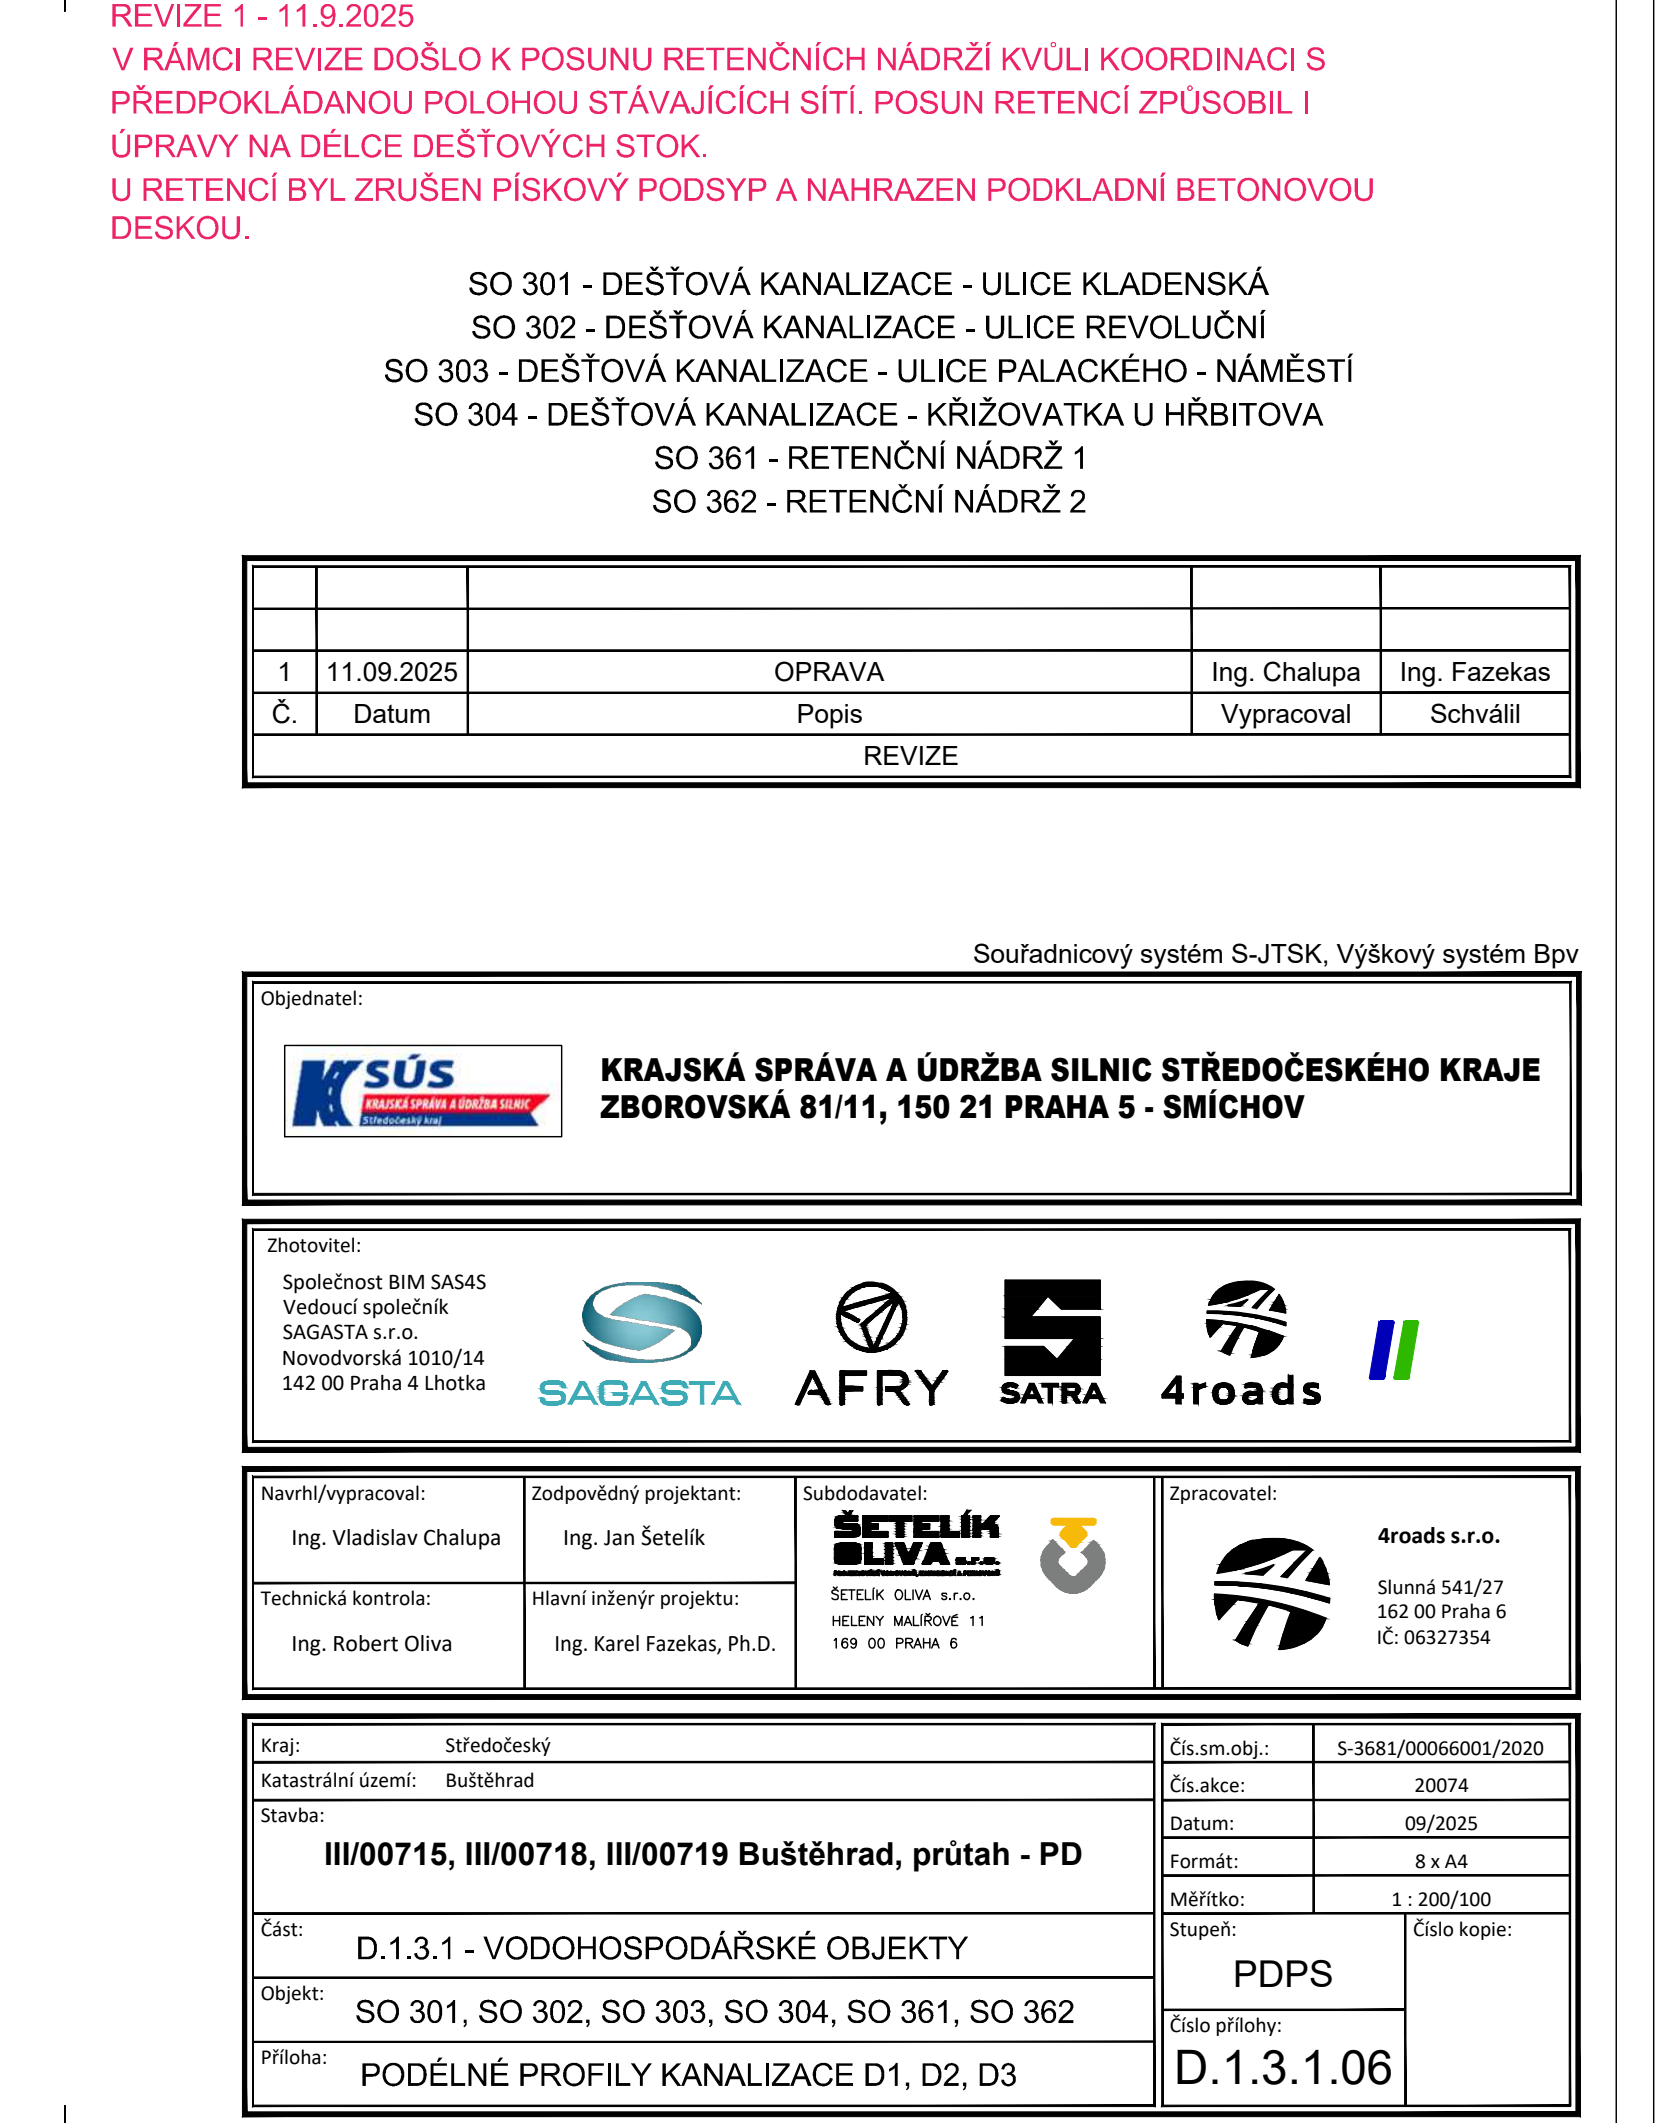 REVIZE 1 - 11.9.2025
V RÁMCI REVIZE DOŠLO K POSUNU RETENČNÍCH NÁDRŽÍ KVŮLI KOORDINACI S
PŘEDPOKLÁDANOU POLOHOU STÁVAJÍCÍCH SÍTÍ. POSUN RETENCÍ ZPŮSOBIL I
ÚPRAVY NA DÉLCE DEŠŤOVÝCH STOK.
U RETENCÍ BYL ZRUŠEN PÍSKOVÝ PODSYP A NAHRAZEN PODKLADNÍ BETONOVOU
DESKOU.
SO 301 - DEŠŤOVÁ KANALIZACE - ULICE KLADENSKÁ
SO 302 - DEŠŤOVÁ KANALIZACE - ULICE REVOLUČNÍ
SO 303 - DEŠŤOVÁ KANALIZACE - ULICE PALACKÉHO - NÁMĚSTÍ
SO 304 - DEŠŤOVÁ KANALIZACE - KŘIŽOVATKA U HŘBITOVA
SO 361 - RETENČNÍ NÁDRŽ 1
SO 362 - RETENČNÍ NÁDRŽ 2
1 11.09.2025 OPRAVA Ing. Chalupa Ing. Fazekas
Č. Datum Popis Vypracoval Schválil
REVIZE
Souřadnicový systém S-JTSK, Výškový systém Bpv
Objednatel:
SÚS
KRAJSKÁ SPRÁVA A ÚDRŽBA SILNIC
Středočeský kraj
KRAJSKÁ SPRÁVA A ÚDRŽBA SILNIC STŘEDOČESKÉHO KRAJE
ZBOROVSKÁ 81/11, 150 21 PRAHA 5 - SMÍCHOV
Zhotovitel:
Společnost BIM SAS4S
Vedoucí společník
SAGASTA s.r.o.
Novodvorská 1010/14
142 00 Praha 4 Lhotka
SAGASTA AFRY SATRA 4roads
Navrhl/vypracoval:
Ing. Vladislav Chalupa
Zodpovědný projektant:
Ing. Jan Šetelík
Technická kontrola:
Ing. Robert Oliva
Hlavní inženýr projektu:
Ing. Karel Fazekas, Ph.D.
Subdodavatel:
ŠETELÍK
OLIVA s.r.o.
ŠETELÍK OLIVA s.r.o.
HELENY MALÍŘOVÉ 11
169 00 PRAHA 6
Zpracovatel:
4roads s.r.o.
Slunná 541/27
162 00 Praha 6
IČ: 06327354
Kraj: Středočeský
Katastrální území: Buštěhrad
Stavba:
III/00715, III/00718, III/00719 Buštěhrad, průtah - PD
Část: D.1.3.1 - VODOHOSPODÁŘSKÉ OBJEKTY
Objekt: SO 301, SO 302, SO 303, SO 304, SO 361, SO 362
Příloha: PODÉLNÉ PROFILY KANALIZACE D1, D2, D3
Čís.sm.obj.: S-3681/00066001/2020
Čís.akce: 20074
Datum: 09/2025
Formát: 8 x A4
Měřítko: 1 : 200/100
Stupeň:
PDPS
Číslo kopie:
Číslo přílohy:
D.1.3.1.06